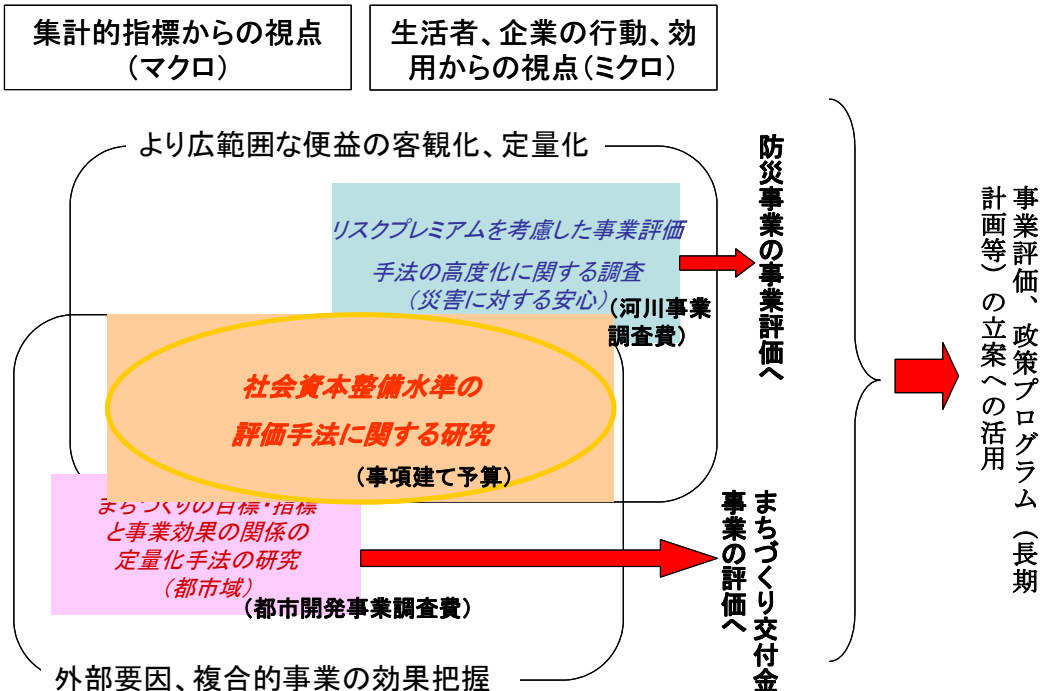 集計的指標からの視点
（マクロ）
生活者、企業の行動、効
用からの視点（ミクロ）
より広範囲な便益の客観化、定量化
リスクプレミアムを考慮した事業評価
手法の高度化に関する調査
（災害に対する安心）
（河川事業
調査費）
防災事業の事業評価へ
社会資本整備水準の
評価手法に関する研究
（事項建て予算）
まちづくりの目標・指標
と事業効果の関係の
定量化手法の研究
（都市域）
（都市開発事業調査費）
まちづくり交付金
事業の評価へ
外部要因、複合的事業の効果把握
事業評価、政策プログラム（長期
計画等）の立案への活用